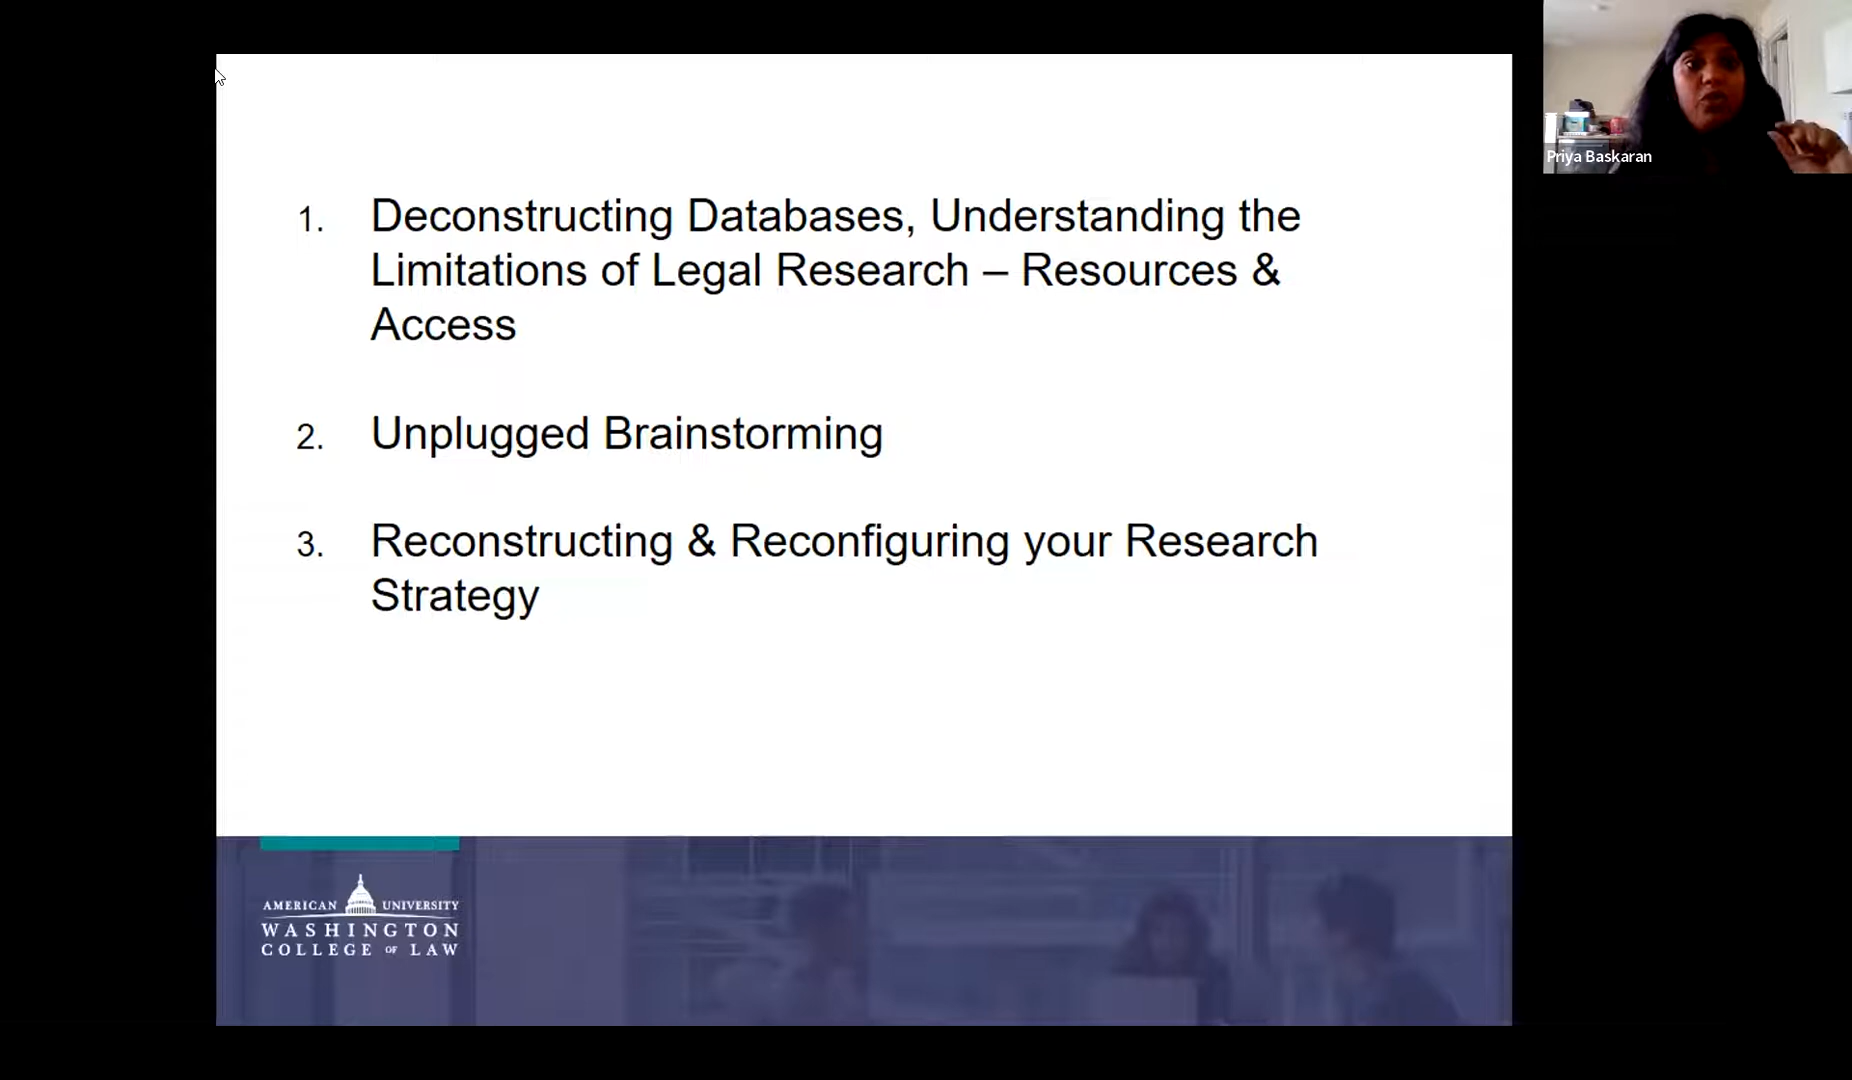 Priya Baskaran
1. Deconstructing Databases, Understanding the
Limitations of Legal Research – Resources &
Access
2. Unplugged Brainstorming
3. Reconstructing & Reconfiguring your Research
Strategy
AMERICAN UNIVERSITY
WASHINGTON
COLLEGE OF LAW